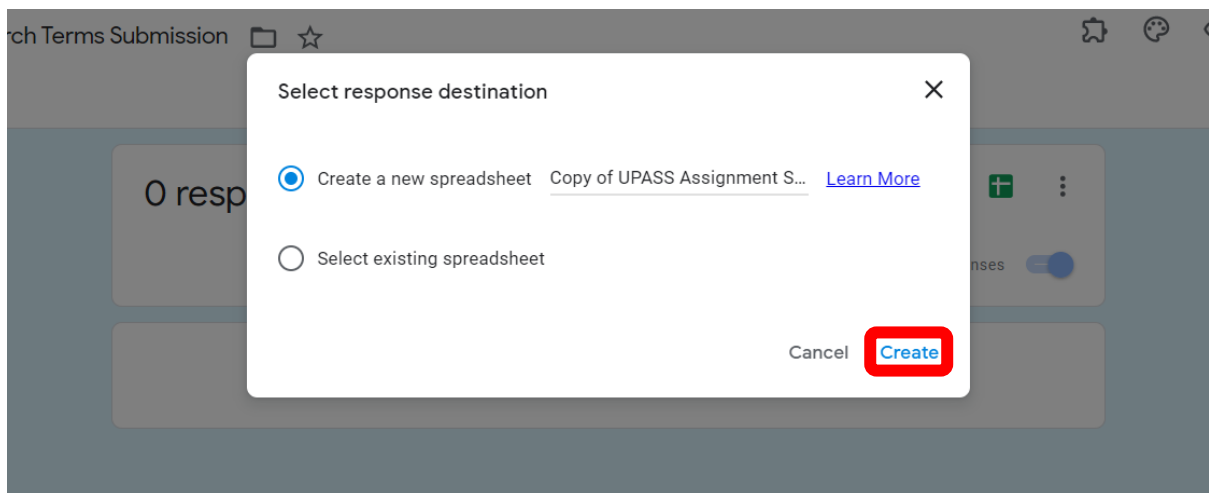 rch Terms Submission
Select response destination
Create a new spreadsheet Copy of UPASS Assignment S... Learn More
0 resp
Select existing spreadsheet
nses
Cancel Create